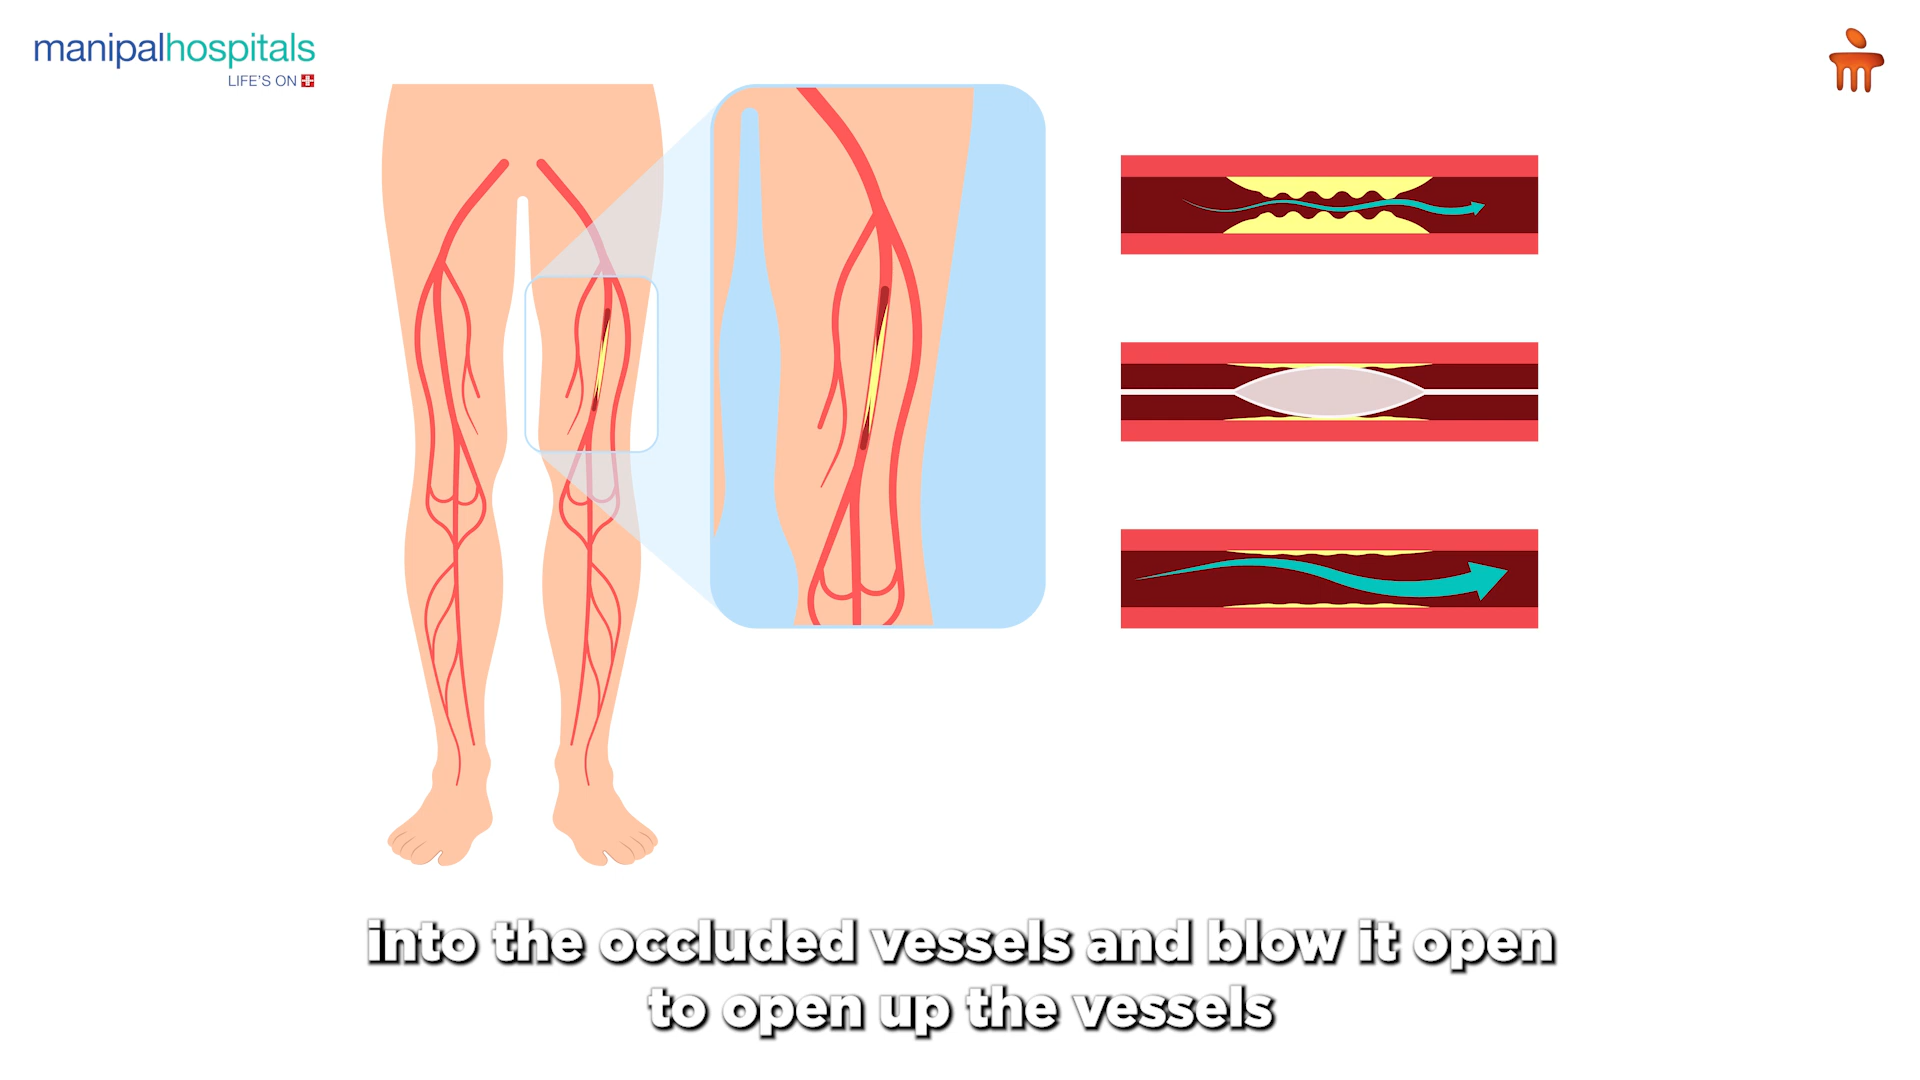 manipalhospitals
LIFE'S ON
into the occluded vessels and blow it open
to open up the vessels